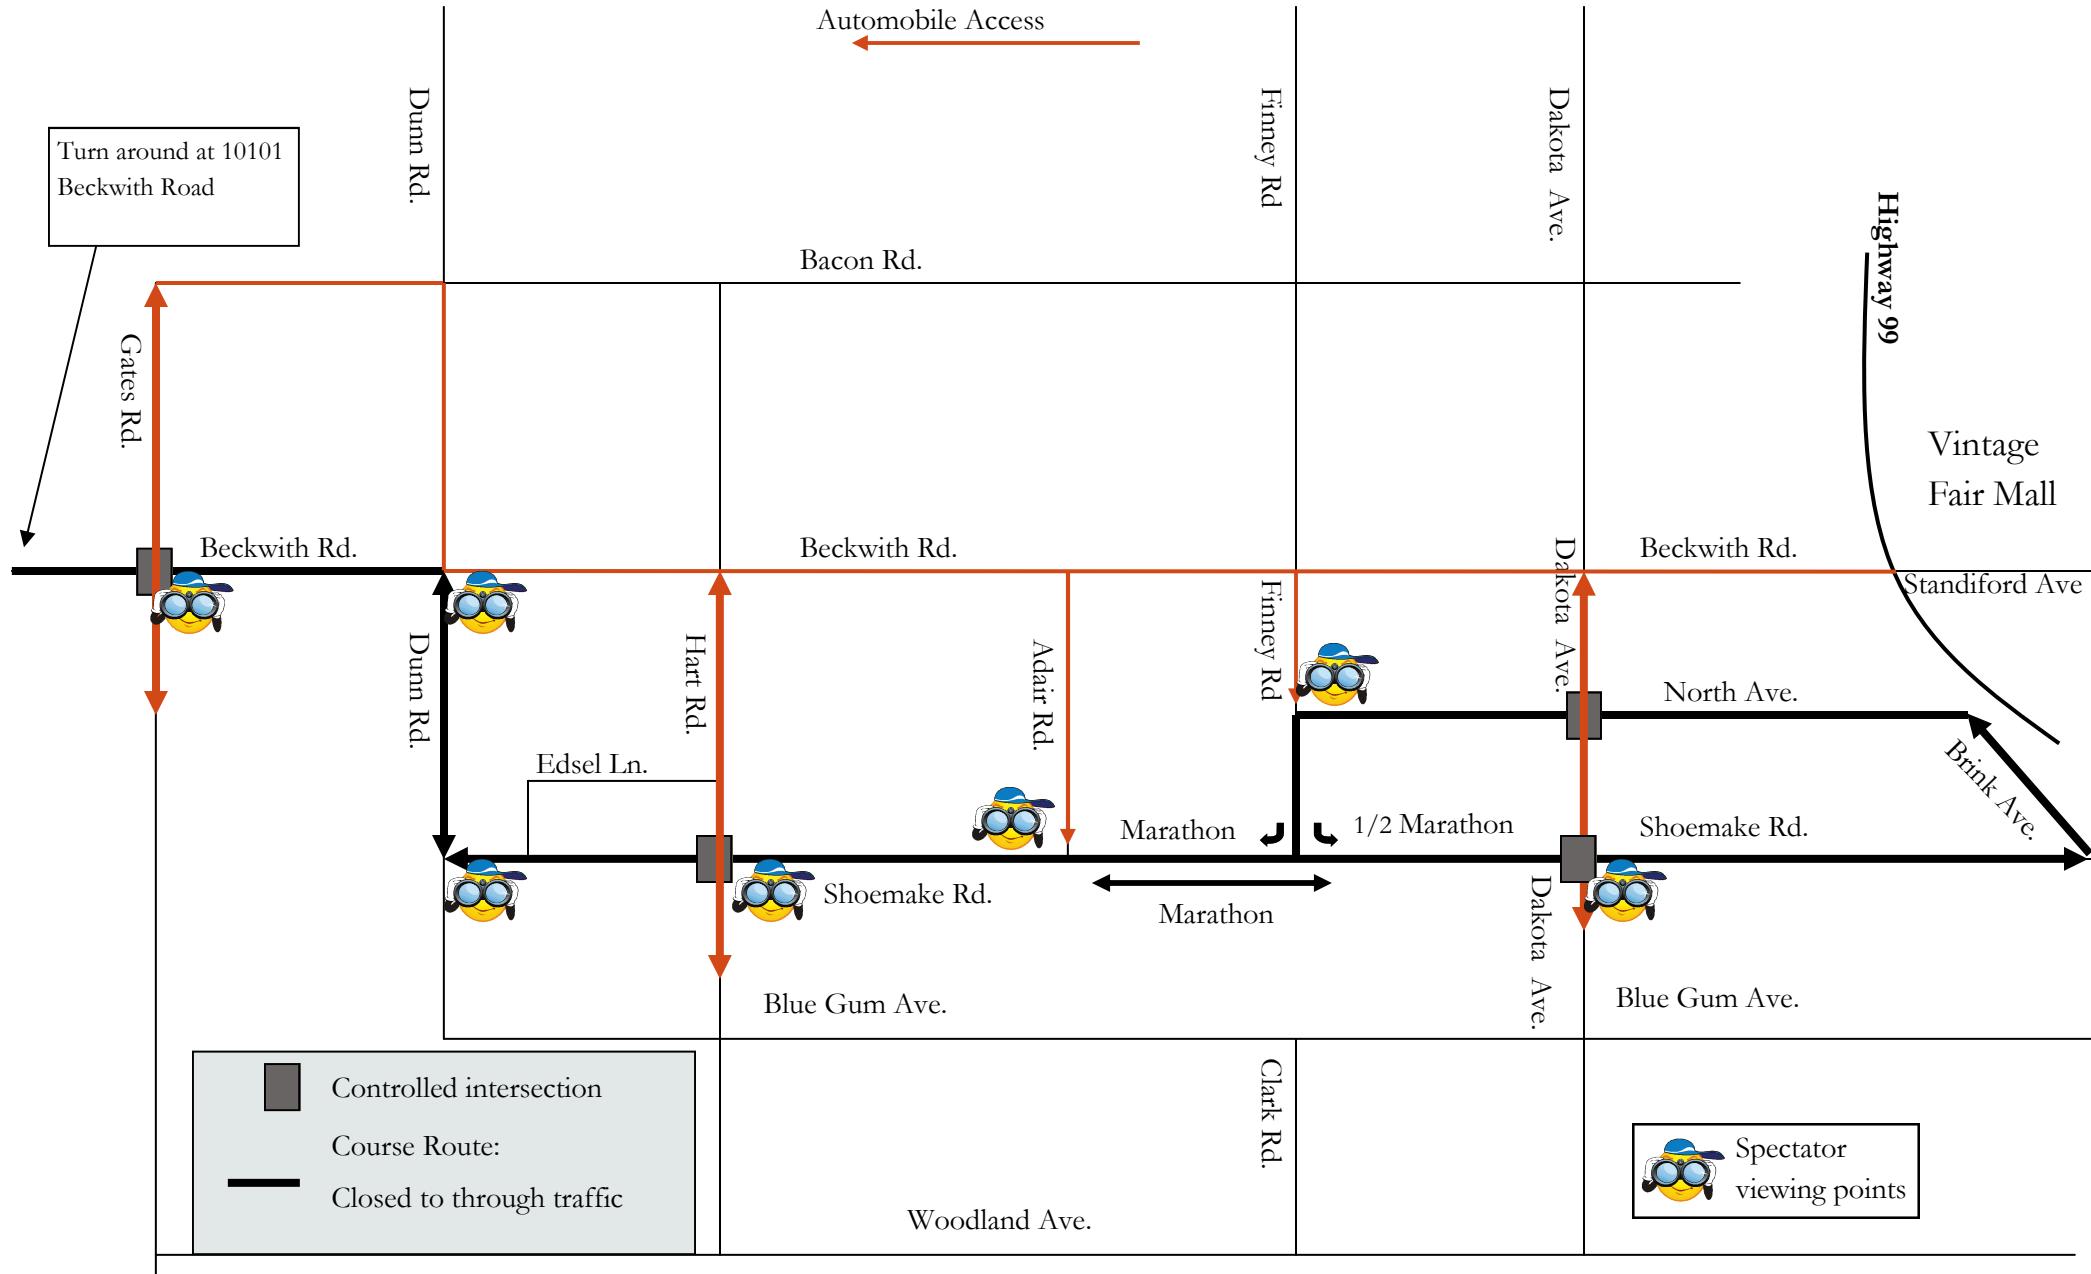 Automobile Access
Dunn Rd.
Finney Rd
Dakota Ave.
Turn around at 10101
Beckwith Road
Highway 99
Bacon Rd.
Gates Rd.
Vintage
Fair Mall
Beckwith Rd.
Beckwith Rd.
Dakota Ave.
Beckwith Rd.
Standiford Ave
Dunn Rd.
Hart Rd.
Adair Rd.
Finney Rd
North Ave.
Brink Ave.
Edsel Ln.
Marathon
1/2 Marathon
Shoemake Rd.
Shoemake Rd.
Marathon
Dakota Ave.
Blue Gum Ave.
Blue Gum Ave.
Controlled intersection
Course Route:
Closed to through traffic
Clark Rd.
Spectator
viewing points
Woodland Ave.